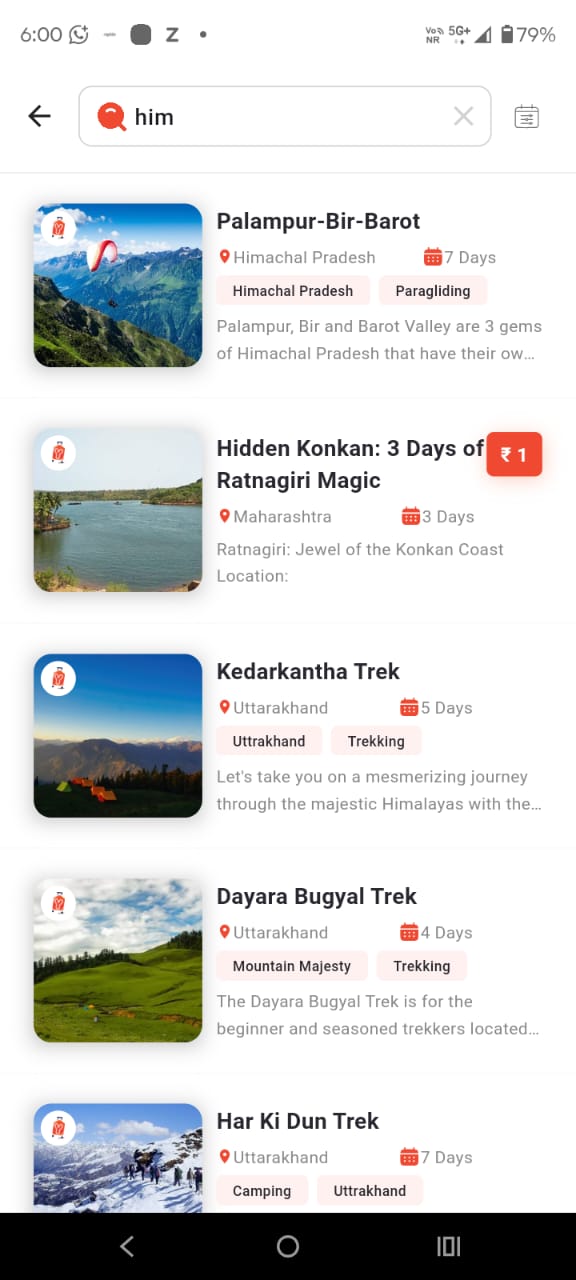 6:00 Z 5G+ 79%
Vo NR
him
Palampur-Bir-Barot
Himachal Pradesh 7 Days
Himachal Pradesh Paragliding
Palampur, Bir and Barot Valley are 3 gems
of Himachal Pradesh that have their ow...
Hidden Konkan: 3 Days of ₹ 1
Ratnagiri Magic
Maharashtra 3 Days
Ratnagiri: Jewel of the Konkan Coast
Location:
Kedarkantha Trek
Uttarakhand 5 Days
Uttrakhand Trekking
Let's take you on a mesmerizing journey
through the majestic Himalayas with the...
Dayara Bugyal Trek
Uttarakhand 4 Days
Mountain Majesty Trekking
The Dayara Bugyal Trek is for the
beginner and seasoned trekkers located...
Har Ki Dun Trek
Uttarakhand 7 Days
Camping Uttrakhand